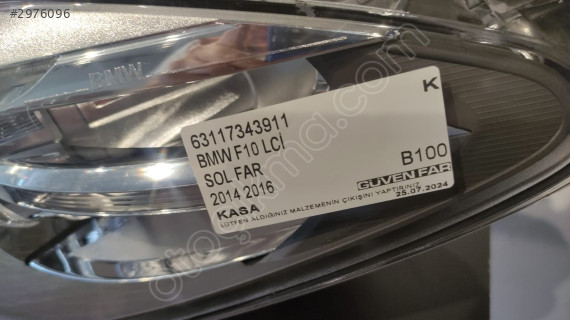 #2976096
BMW
K
63117343911
BMW F10 LCİ
SOL FAR
2014 2016
B100
KASA
GÜVEN FAR
LÜTFEN ALDIĞINIZ MALZEMENİN ÇIKIŞINI YAPTIRINIZ
25.07.2024